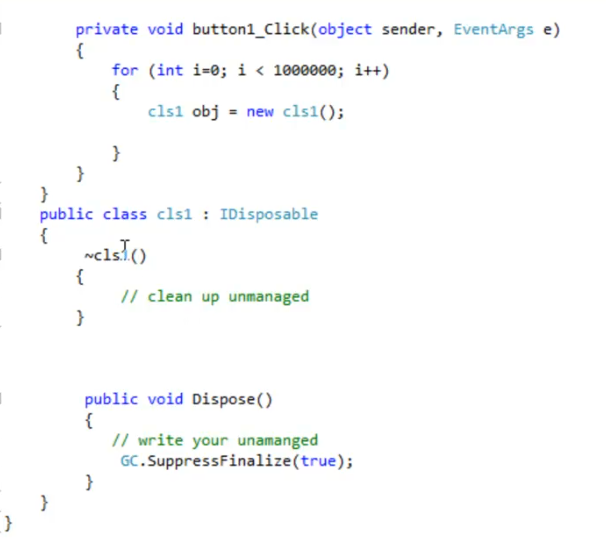 private void button1_Click(object sender, EventArgs e)
{
for (int i=0; i < 1000000; i++)
{
cls1 obj = new cls1();
}
}
}
public class cls1 : IDisposable
{
~cls1()
{
// clean up unmanaged
}
public void Dispose()
{
// write your unamanged
GC.SuppressFinalize(true);
}
}
}